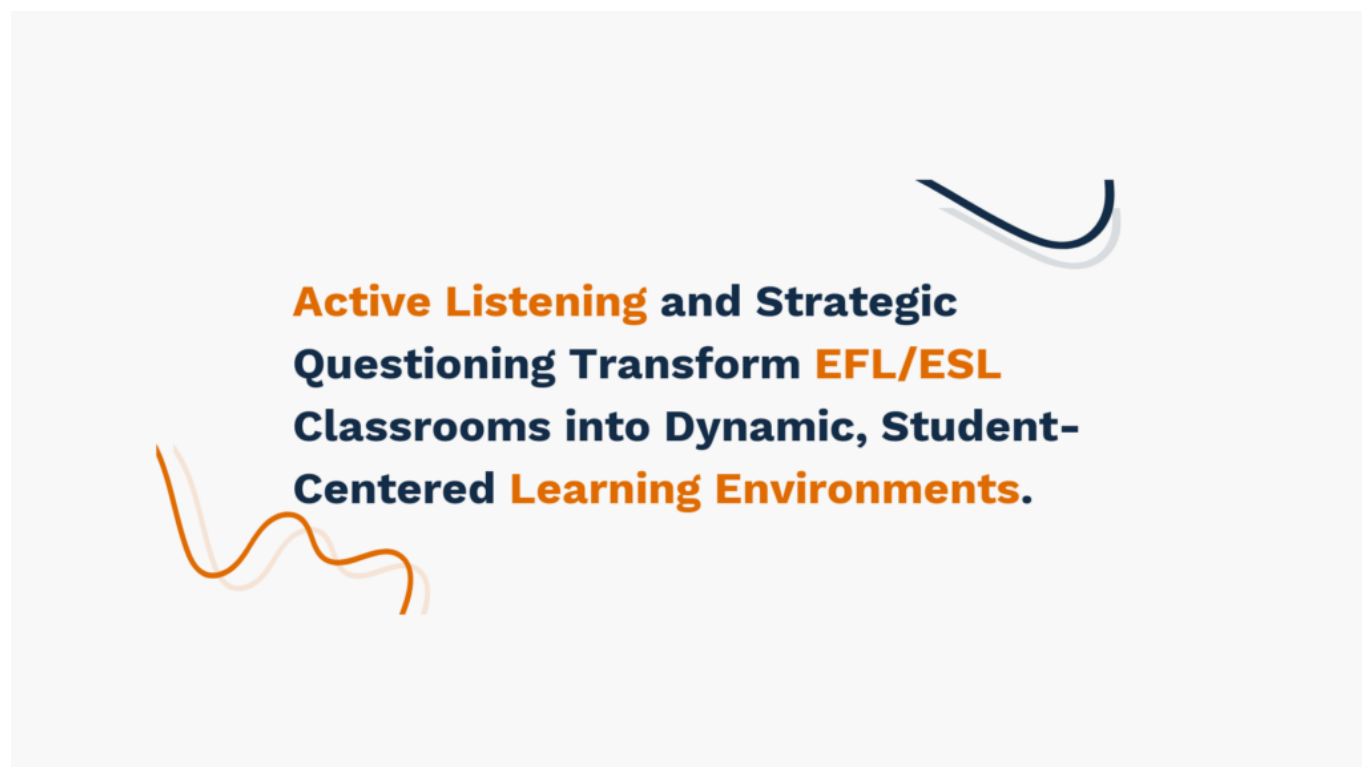 Active Listening and Strategic
Questioning Transform EFL/ESL
Classrooms into Dynamic, Student-
Centered Learning Environments.